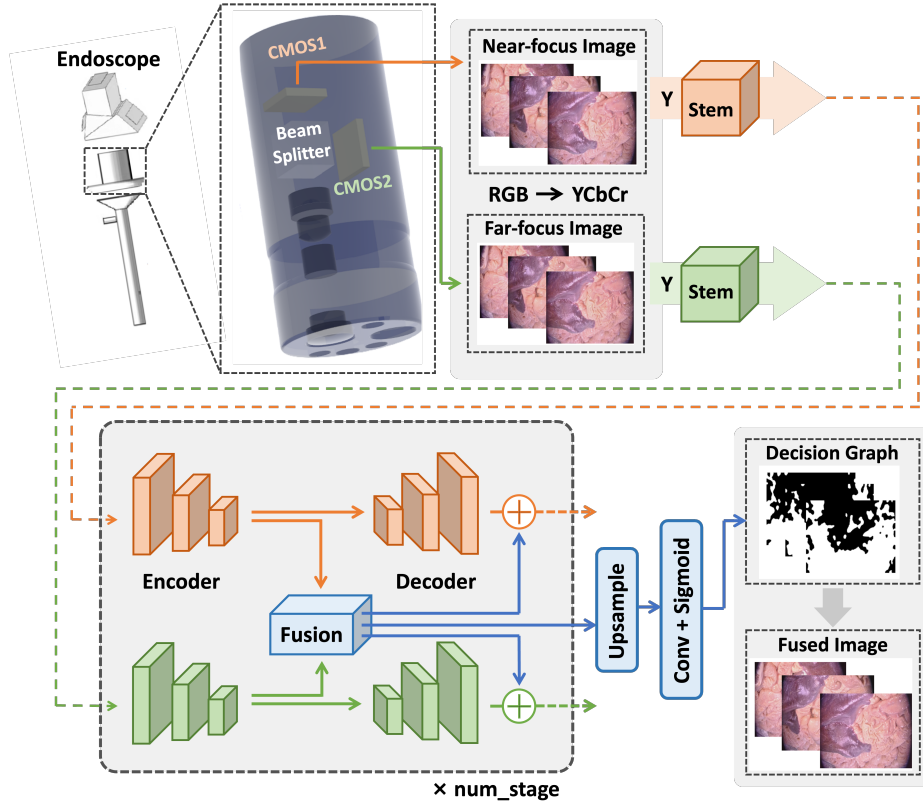 Endoscope
CMOS1
Beam
Splitter
CMOS2
Near-focus Image
RGB → YCbCr
Far-focus Image
Y
Stem
Y
Stem
Encoder
Decoder
Fusion
Upsample
Conv + Sigmoid
Decision Graph
Fused Image
× num_stage